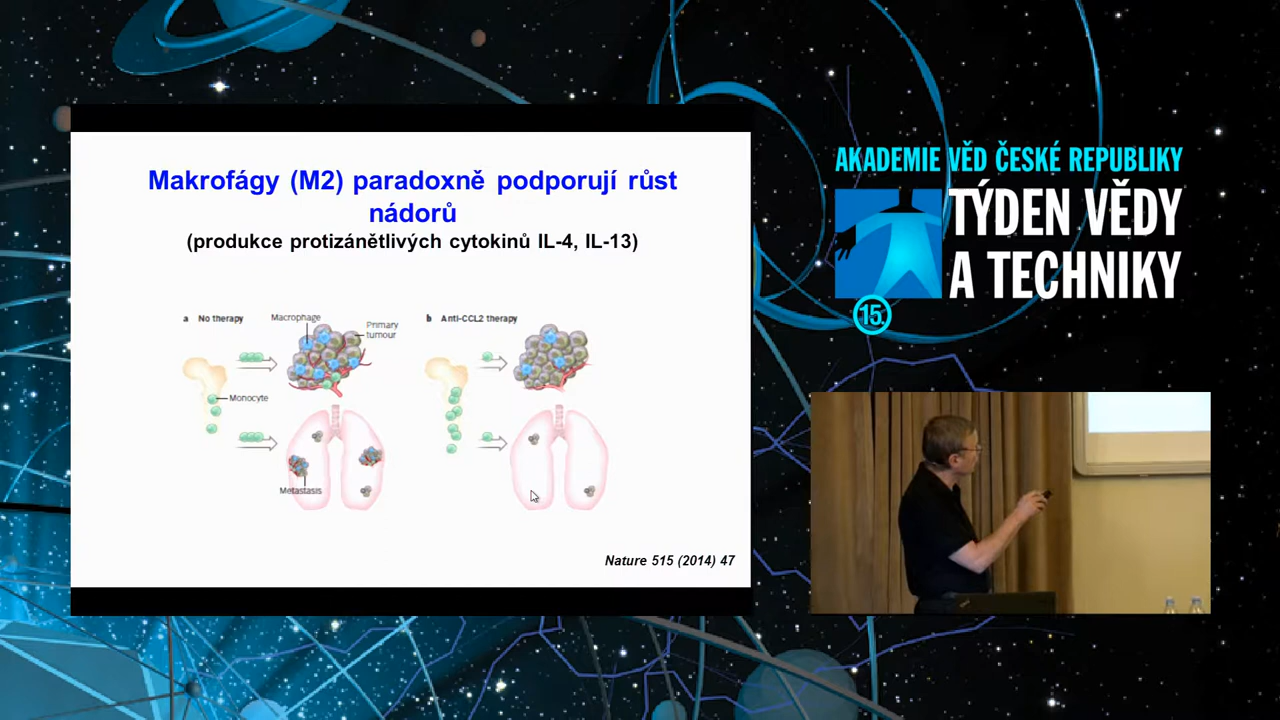 Makrofágy (M2) paradoxně podporují růst
nádorů
(produkce protizánětlivých cytokinů IL-4, IL-13)
a No therapy
Macrophage
Primary
tumour
Monocyte
Metastasis
b Anti-CCL2 therapy
Nature 515 (2014) 47
AKADEMIE VĚD ČESKÉ REPUBLIKY
TÝDEN VĚDY
A TECHNIKY
15.